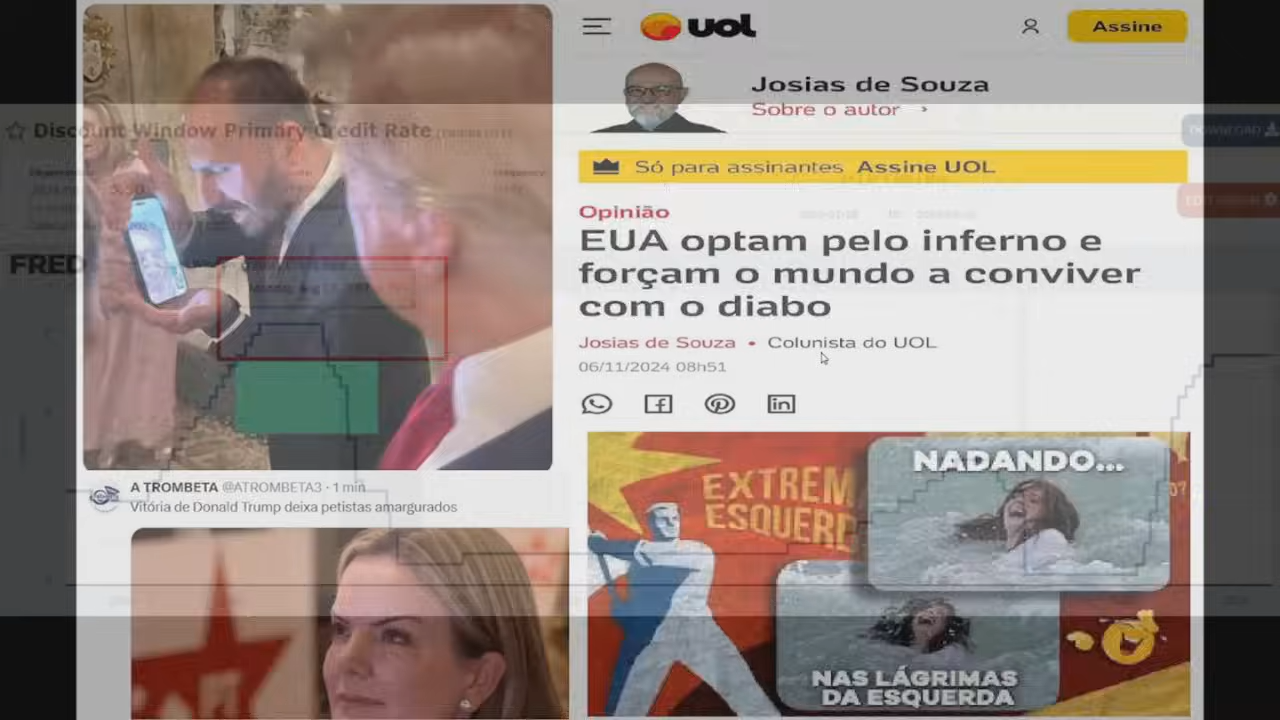 uol
Assine
Josias de Souza
Sobre o autor
Discount Window Primary Credit Rate
DOWNLOAD
Só para assinantes Assine UOL
Opinião
EUA optam pelo inferno e
forçam o mundo a conviver
com o diabo
FRED
Josias de Souza • Colunista do UOL
06/11/2024 08h51
A TROMBETA @ATROMBETA3 · 1 min
Vitória de Donald Trump deixa petistas amargurados
EXTREM
ESQUERD
NADANDO...
NAS LÁGRIMAS
DA ESQUERDA